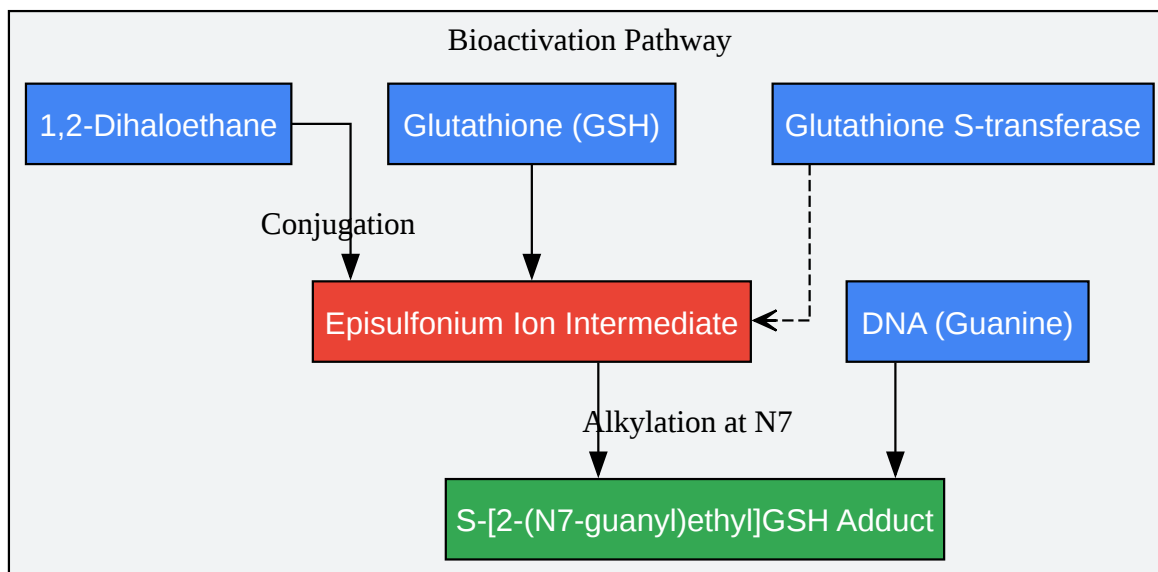 Bioactivation Pathway
1,2-Dihaloethane
Glutathione (GSH)
Glutathione S-transferase
Conjugation
Episulfonium Ion Intermediate
DNA (Guanine)
Alkylation at N7
S-[2-(N7-guanyl)ethyl]GSH Adduct